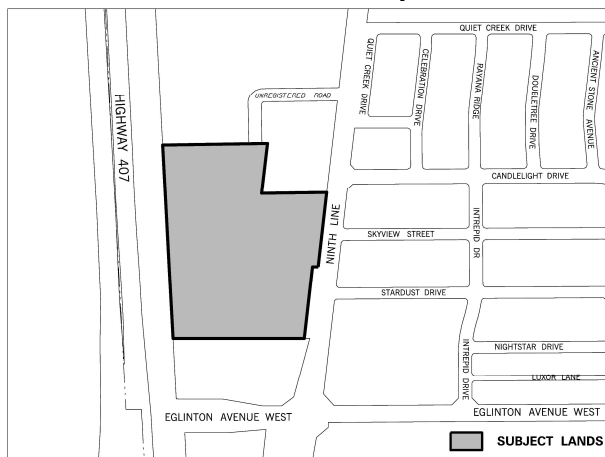 QUIET CREEK DRIVE
QUIET CREEK DRIVE
CELEBRATION DRIVE
RAYANA RIDGE
DOUBLETREE DRIVE
ANCIENT STONE AVENUE
UNREGISTERED ROAD
HIGHWAY 407
CANDLELIGHT DRIVE
NINTH LINE
INTREPID DR
SKYVIEW STREET
STARDUST DRIVE
INTREPID DRIVE
NIGHTSTAR DRIVE
LUXOR LANE
EGLINTON AVENUE WEST
EGLINTON AVENUE WEST
SUBJECT LANDS